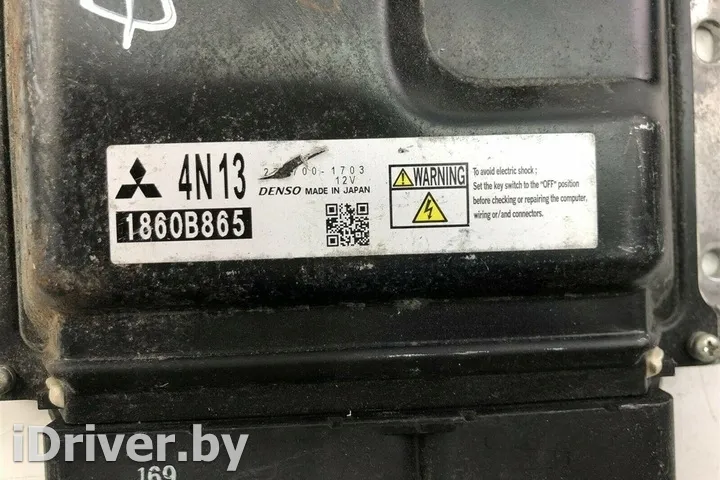 4N13
00-1703
12V
DENSO MADE IN JAPAN
1860B865
WARNING
To avoid electric shock ;
Set the key switch to the "OFF" position
before checking or repairing the computer,
wiring or/and connectors.
iDriver.by
169